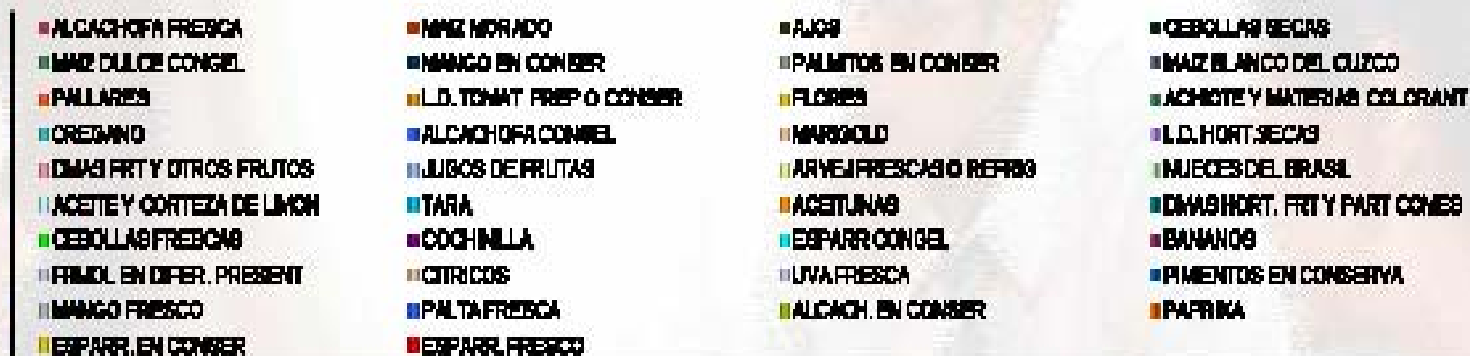 ALCACHOFA FRESCA MAIZ MORADO AJOS CEBOLLAS SECAS
MAIZ DULCE CONGEL MANGO EN CONSER PALMITOS EN CONSER MAIZ BLANCO DEL CUZCO
PALLARES L.D. TOMAT PREP O CONSER FLORES ACHIOTE Y MATERIAS COLORANT
OREGANO ALCACHOFA CONGEL MARIGOLD L.D. HORT SECAS
DMAS FRT Y OTROS FRUTOS JUGOS DE FRUTAS ARVEJ FRESCAS O REFRIG NUECES DEL BRASIL
ACEITE Y CORTEZA DE LIMON TARA ACEITUNAS DMAS HORT. FRT Y PART COMES
CEBOLLAS FRESCAS COCHINILLA ESPARR CONGEL BANANOS
FRIJOL EN DIFER. PRESENT CITRICOS UVA FRESCA PIMIENTOS EN CONSERVA
MANGO FRESCO PALTA FRESCA ALCACH. EN CONSER PAPRIKA
ESPARR. EN CONSER ESPARR. FRESCO